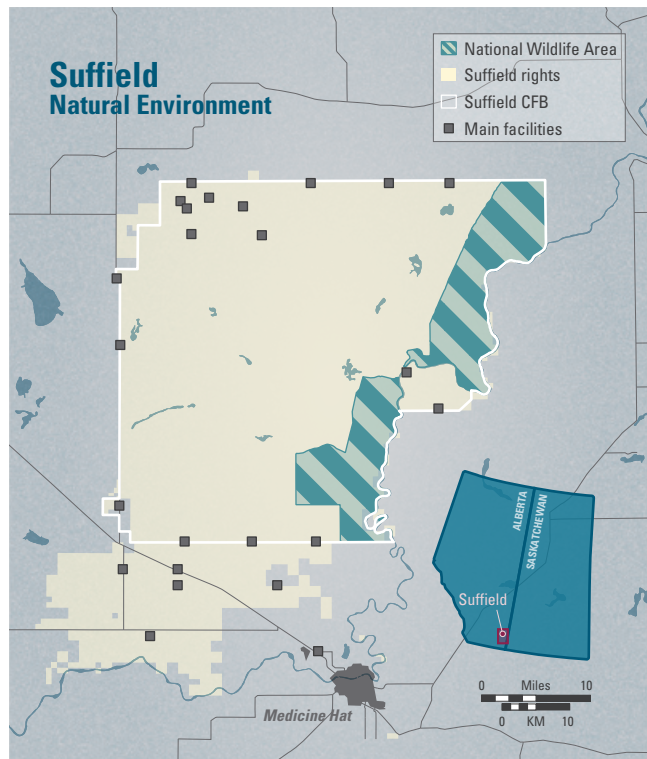 Suffield
Natural Environment
National Wildlife Area
Suffield rights
Suffield CFB
Main facilities
ALBERTA
SASKATCHEWAN
Suffield
0 Miles 10
0 KM 10
Medicine Hat